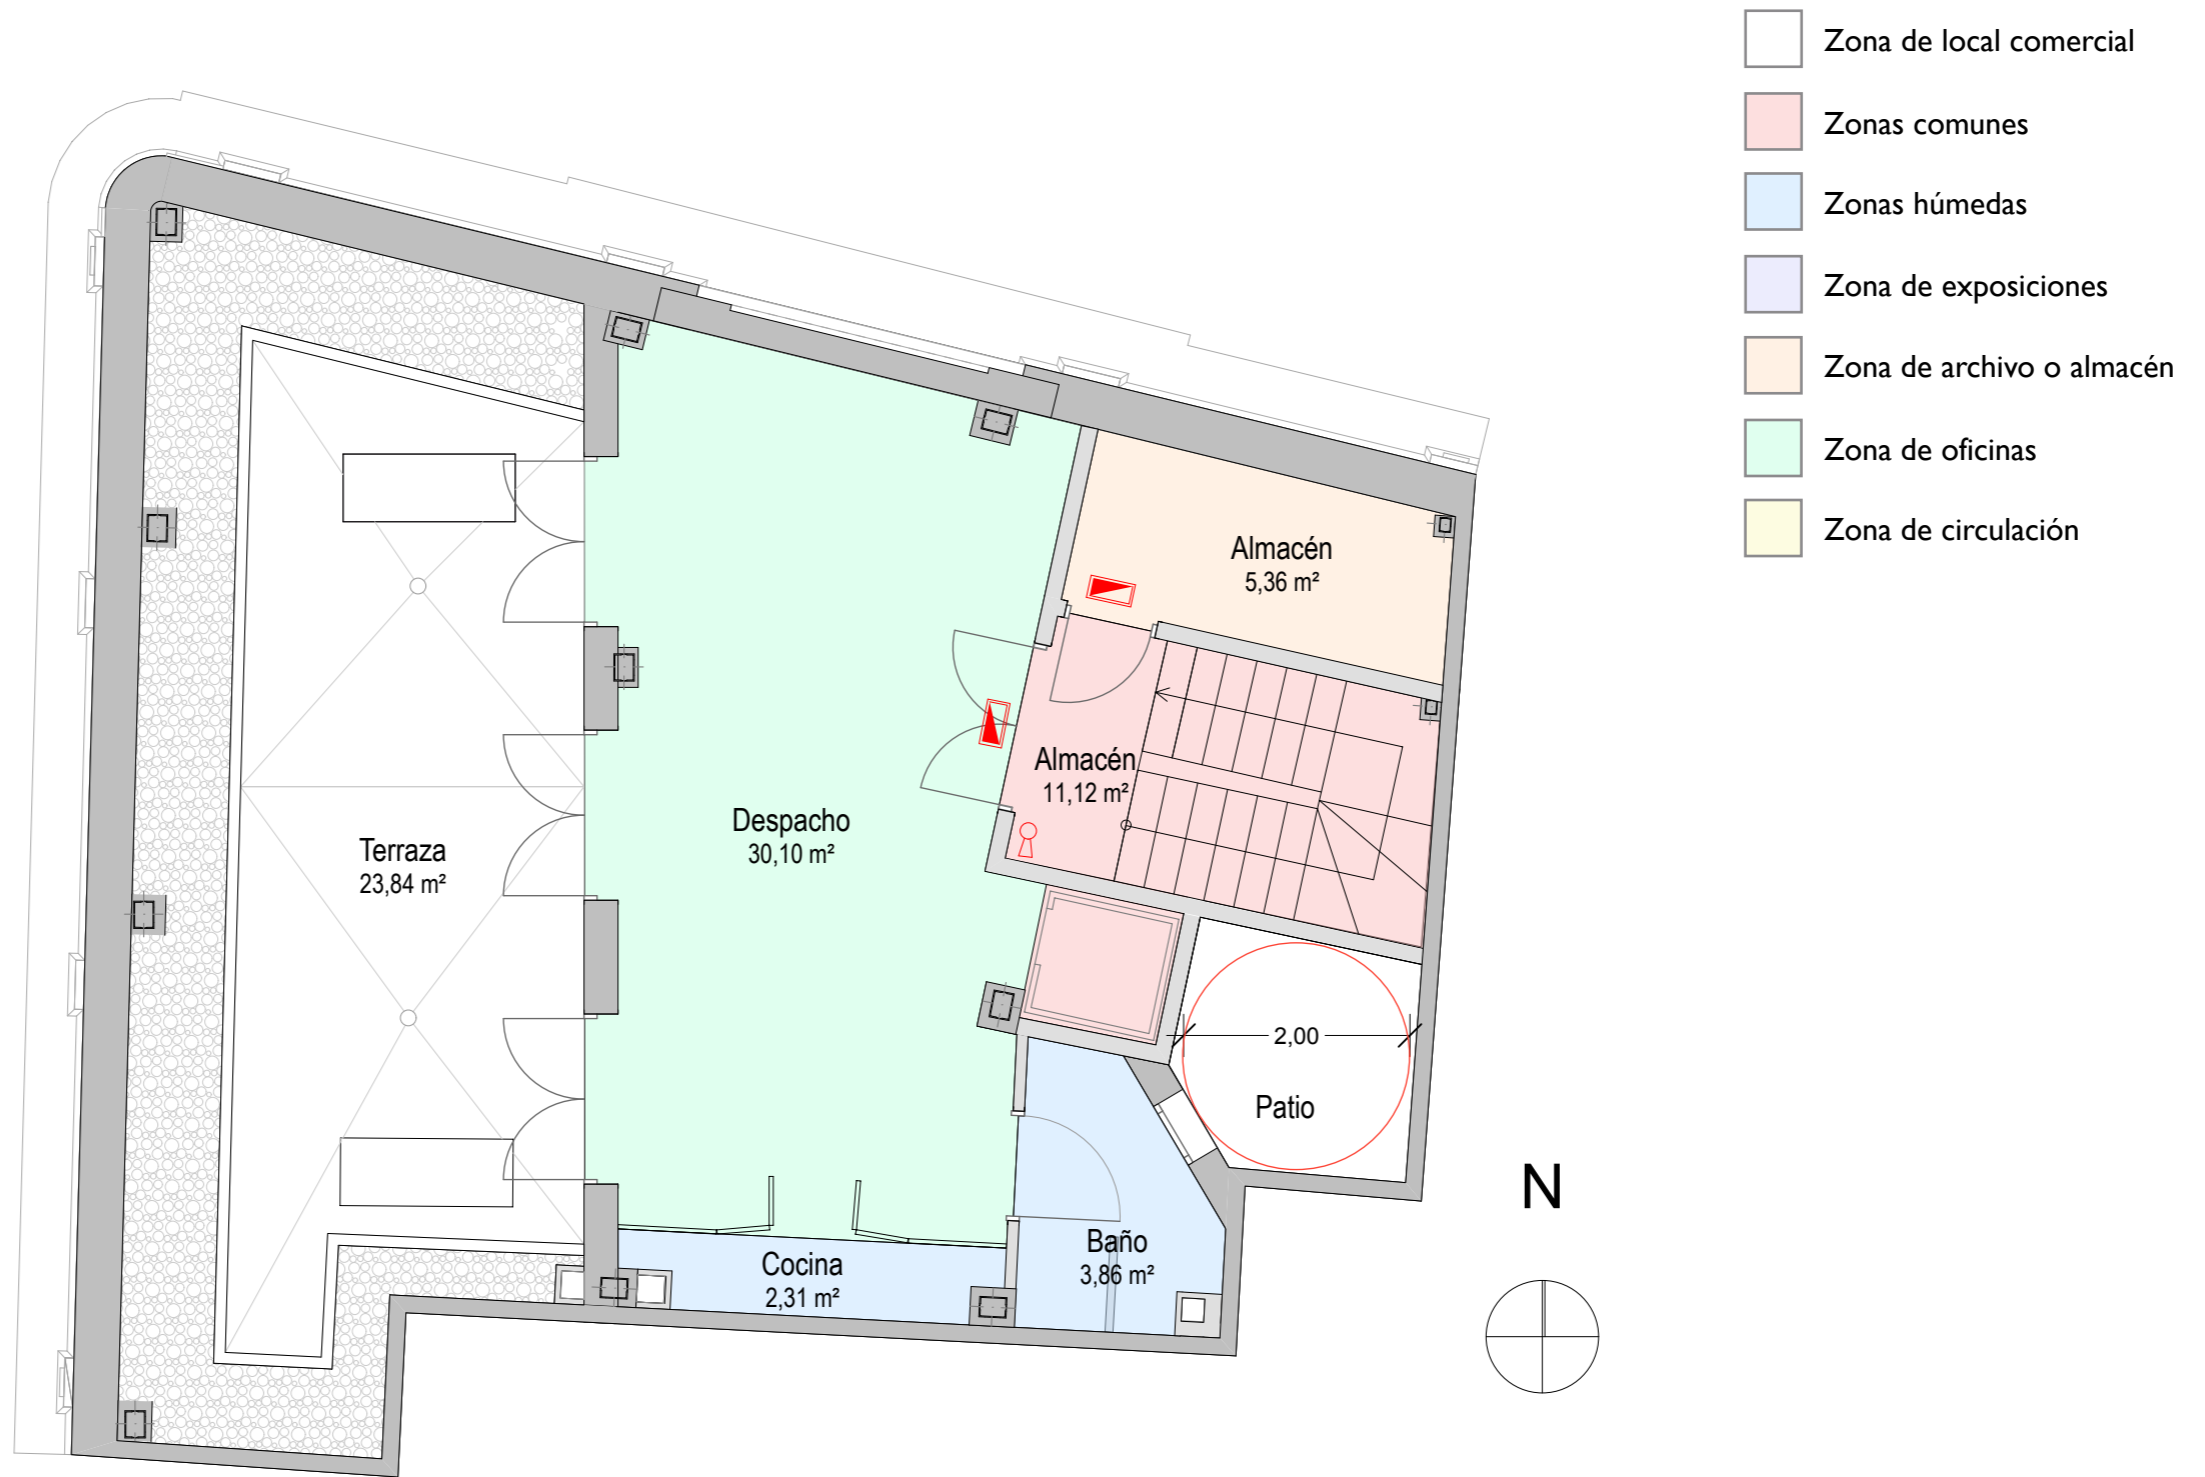 Zona de local comercial
Zonas comunes
Zonas húmedas
Zona de exposiciones
Zona de archivo o almacén
Zona de oficinas
Zona de circulación
Almacén
5,36 m²
Almacén
11,12 m²
Despacho
30,10 m²
Terraza
23,84 m²
2,00
Patio
N
Baño
3,86 m²
Cocina
2,31 m²